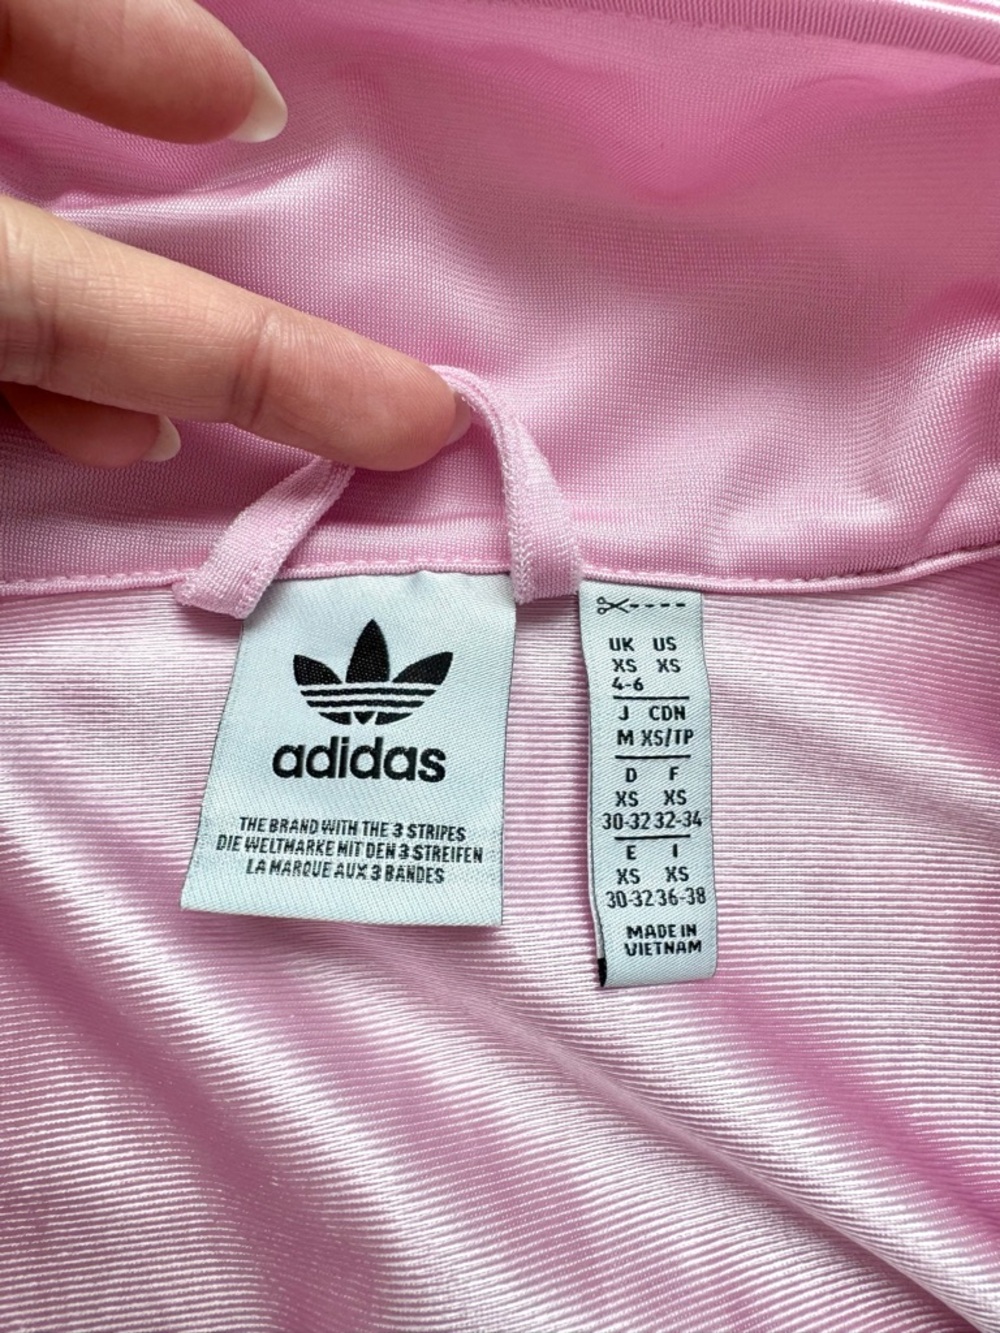 adidas
THE BRAND WITH THE 3 STRIPES
DIE WELTMARKE MIT DEN 3 STREIFEN
LA MARQUE AUX 3 BANDES
UK US
XS XS
4-6
J CDN
M XS/TP
D F
XS XS
30-32 32-34
E I
XS XS
30-32 36-38
MADE IN
VIETNAM